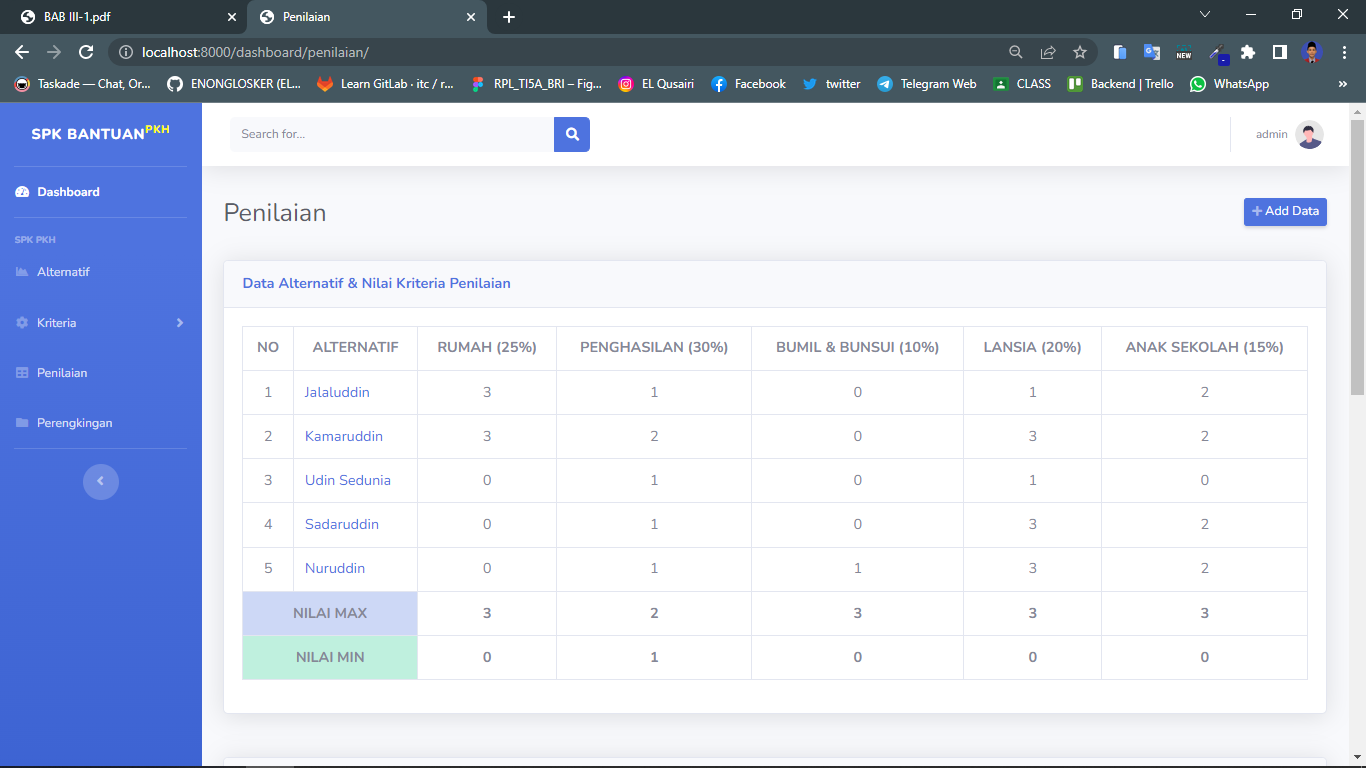 BAB III-1.pdf
Penilaian
localhost:8000/dashboard/penilaian/
NEW
Taskade — Chat, Or...
ENONGLOSKER (EL...
Learn GitLab · itc / r...
RPL_TI5A_BRI – Fig...
EL Qusairi
Facebook
twitter
Telegram Web
CLASS
Backend | Trello
WhatsApp
»
SPK BANTUAN PKH
Search for...
admin
Dashboard
SPK PKH
Alternatif
Kriteria
Penilaian
Perengkingan
Penilaian
+ Add Data
Data Alternatif & Nilai Kriteria Penilaian
NO ALTERNATIF RUMAH (25%) PENGHASILAN (30%) BUMIL & BUNSUI (10%) LANSIA (20%) ANAK SEKOLAH (15%)
1 Jalaluddin 3 1 0 1 2
2 Kamaruddin 3 2 0 3 2
3 Udin Sedunia 0 1 0 1 0
4 Sadaruddin 0 1 0 3 2
5 Nuruddin 0 1 1 3 2
NILAI MAX 3 2 3 3 3
NILAI MIN 0 1 0 0 0